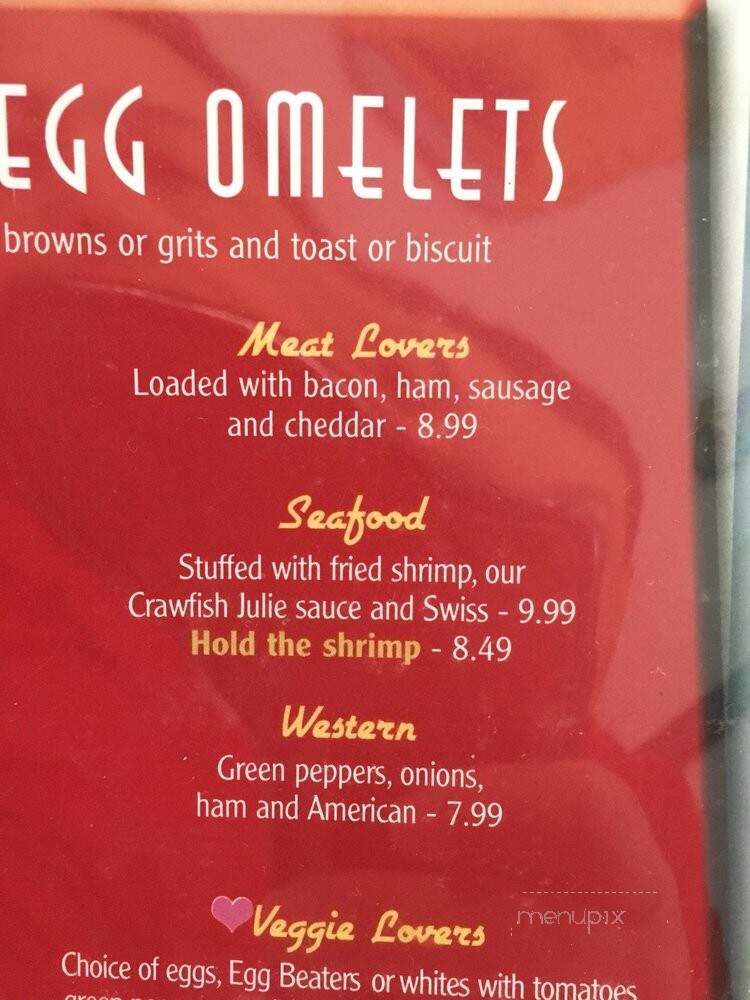 EGG OMELETS
browns or grits and toast or biscuit
Meat Lovers
Loaded with bacon, ham, sausage
and cheddar - 8.99
Seafood
Stuffed with fried shrimp, our
Crawfish Julie sauce and Swiss - 9.99
Hold the shrimp - 8.49
Western
Green peppers, onions,
ham and American - 7.99
Veggie Lovers
menupix
Choice of eggs, Egg Beaters or whites with tomatoes
green